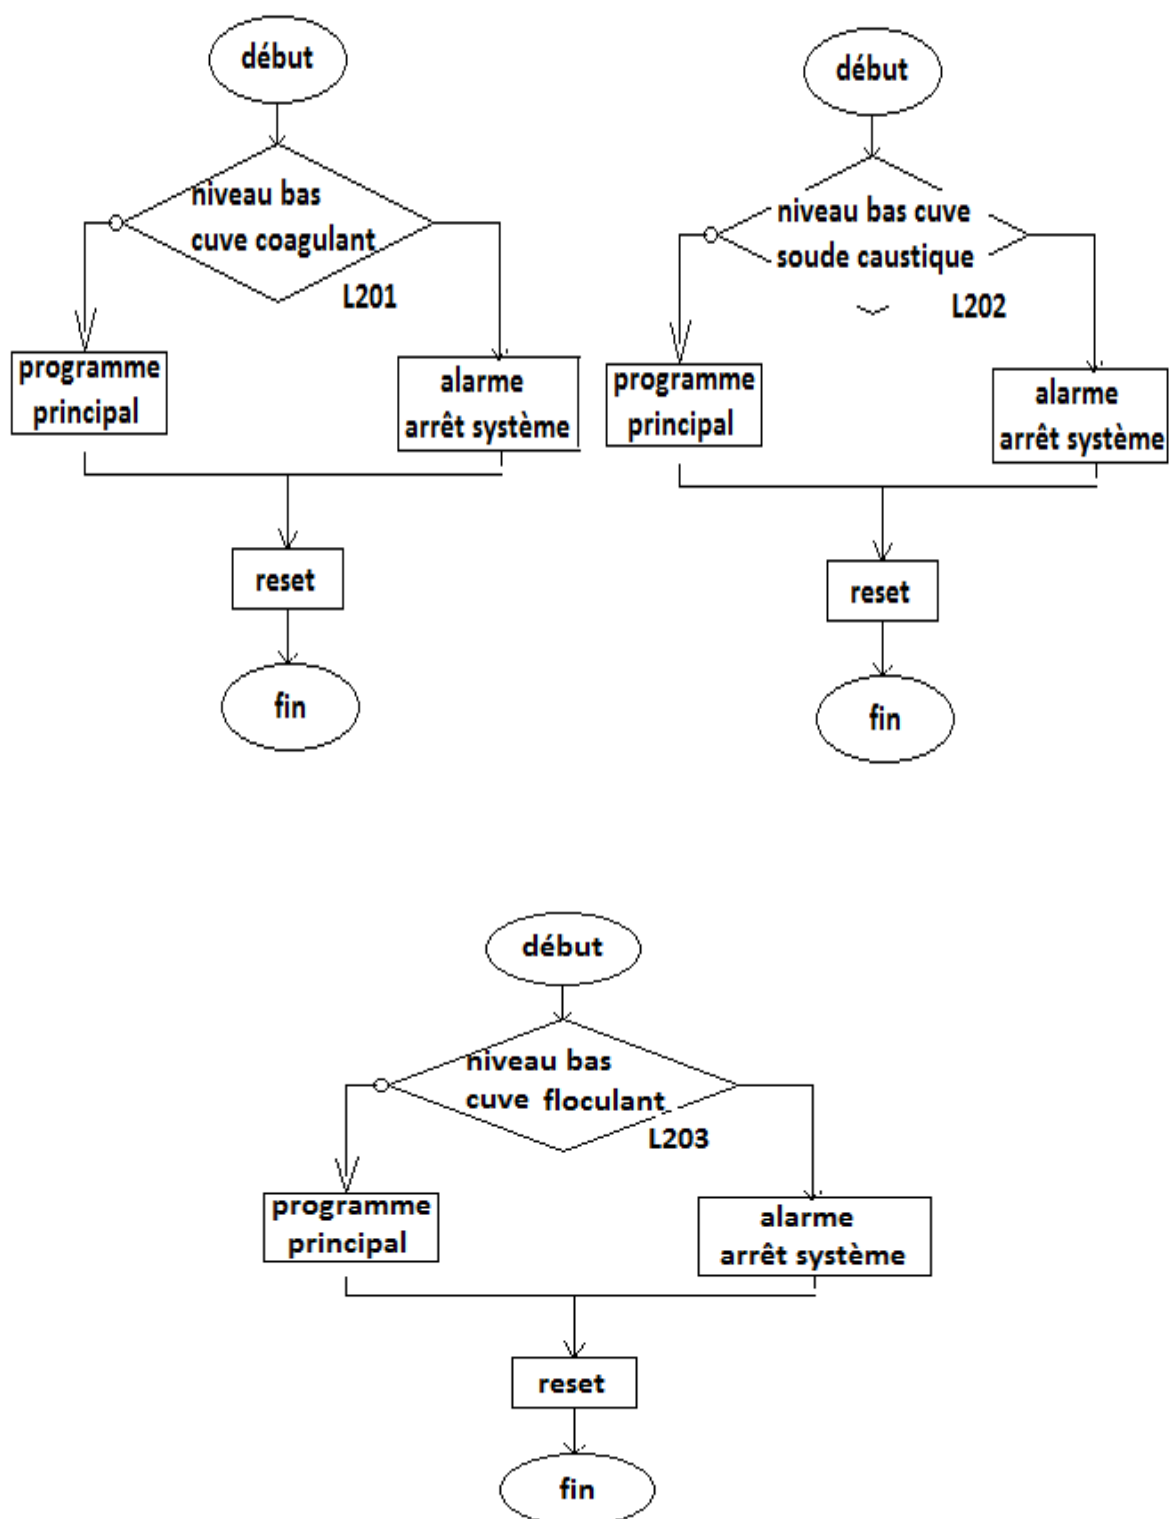 début
niveau bas
cuve coagulant
L201
programme
principal
alarme
arrêt système
reset
fin
début
niveau bas cuve
soude caustique
L202
programme
principal
alarme
arrêt système
reset
fin
début
niveau bas
cuve floculant
L203
programme
principal
alarme
arrêt système
reset
fin